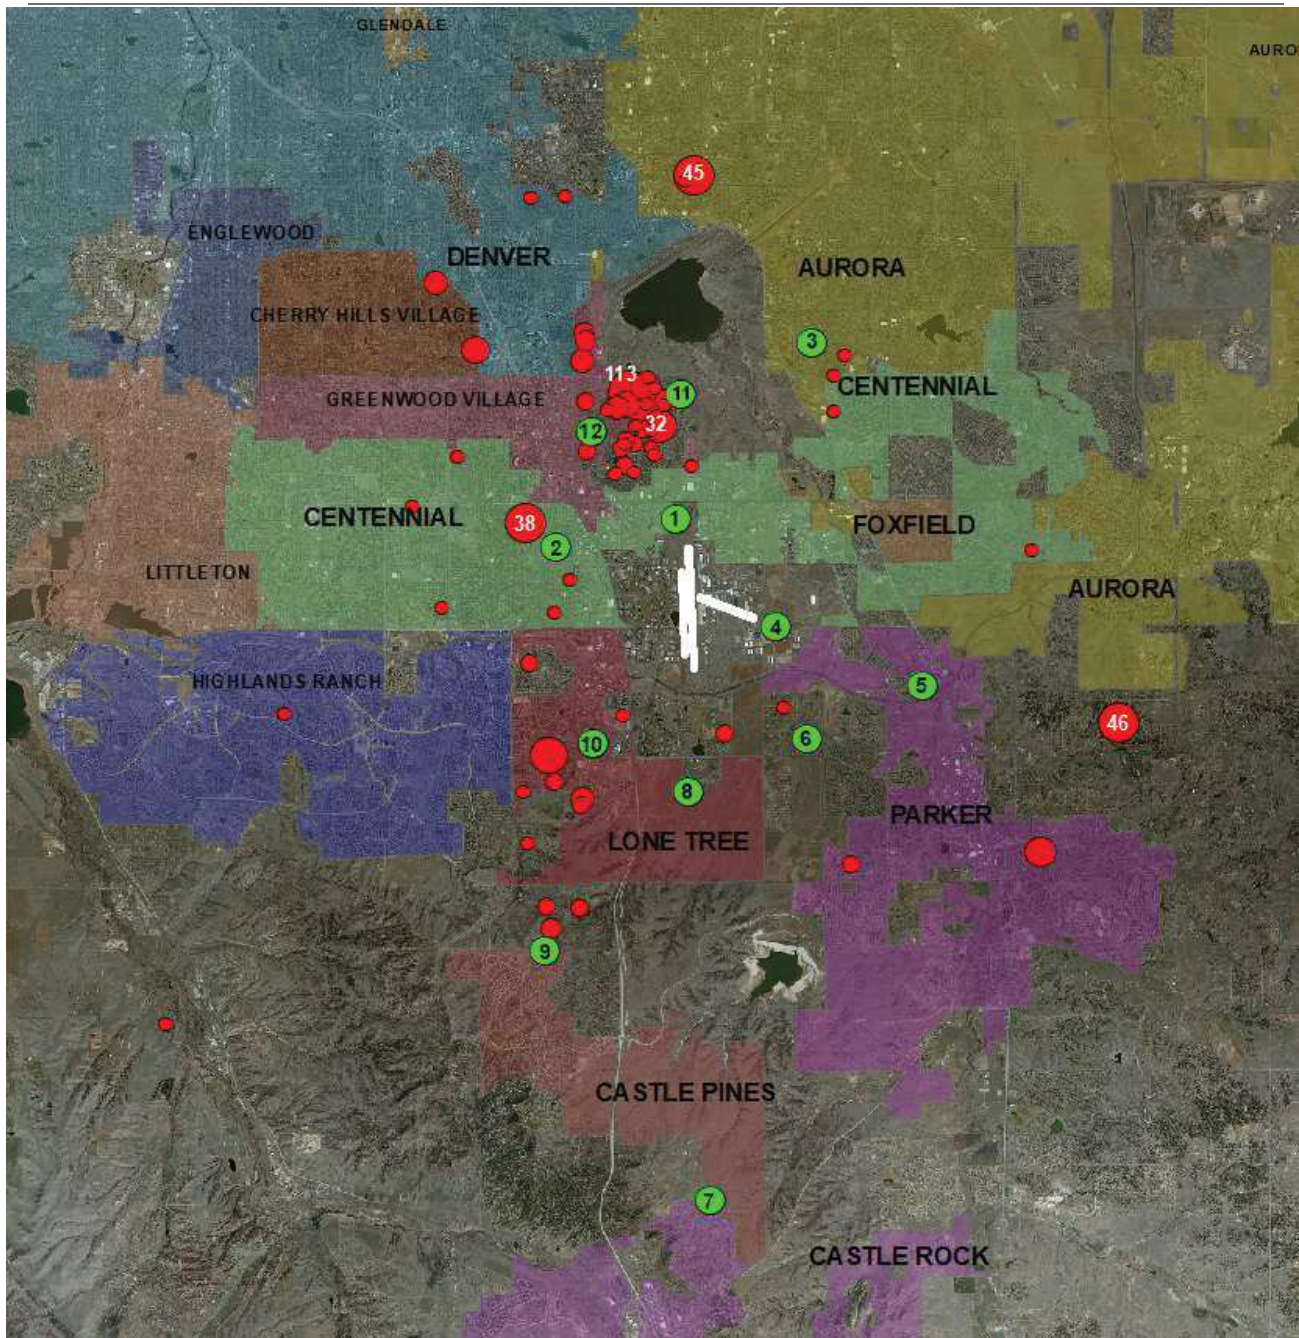 GLENDALE
AURO
45
ENGLEWOOD
DENVER
AURORA
CHERRY HILLS VILLAGE
3
113
CENTENNIAL
11
GREENWOOD VILLAGE
32
12
CENTENNIAL
38
1
FOXFIELD
2
LITTLETON
AURORA
4
HIGHLANDS RANCH
5
46
6
10
8
PARKER
LONE TREE
9
CASTLE PINES
7
CASTLE ROCK